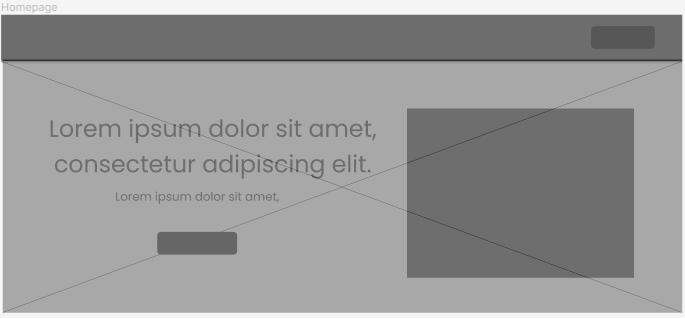 Homepage
Lorem ipsum dolor sit amet,
consectetur adipiscing elit.
Lorem ipsum dolor sit amet,